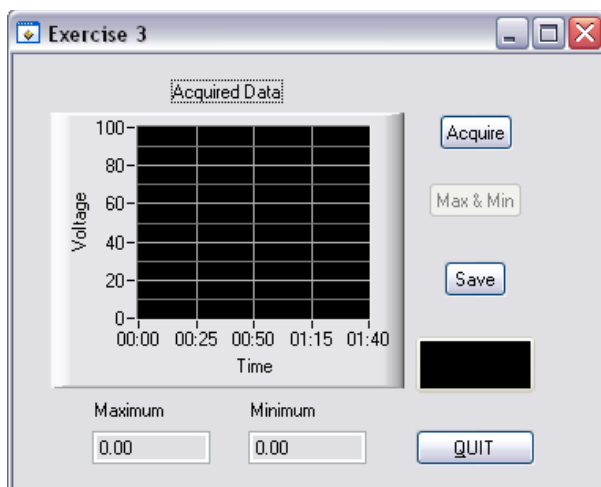 Exercise 3
Acquired Data
100
80
60
40
20
0
Voltage
00:00 00:25 00:50 01:15 01:40
Time
Acquire
Max & Min
Save
Maximum
0.00
Minimum
0.00
QUIT